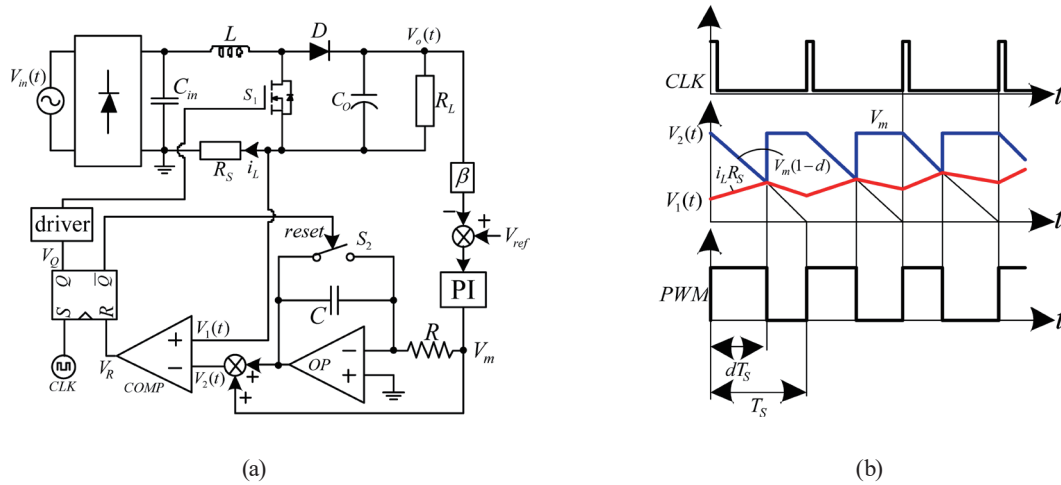 L
D
V_o(t)
V_in(t)
C_in
S_1
C_O
R_L
R_S
i_L
β
driver
reset
S_2
−
+
V_ref
V_Q
Q
Q̅
PI
C
S
R
R
V_m
V_1(t)
+
−
OP
+
V_R
COMP
−
V_2(t)
+
+
CLK
(a)
CLK
t
V_2(t)
V_m
V_m(1−d)
i_L R_S
V_1(t)
t
PWM
t
dT_S
T_S
(b)